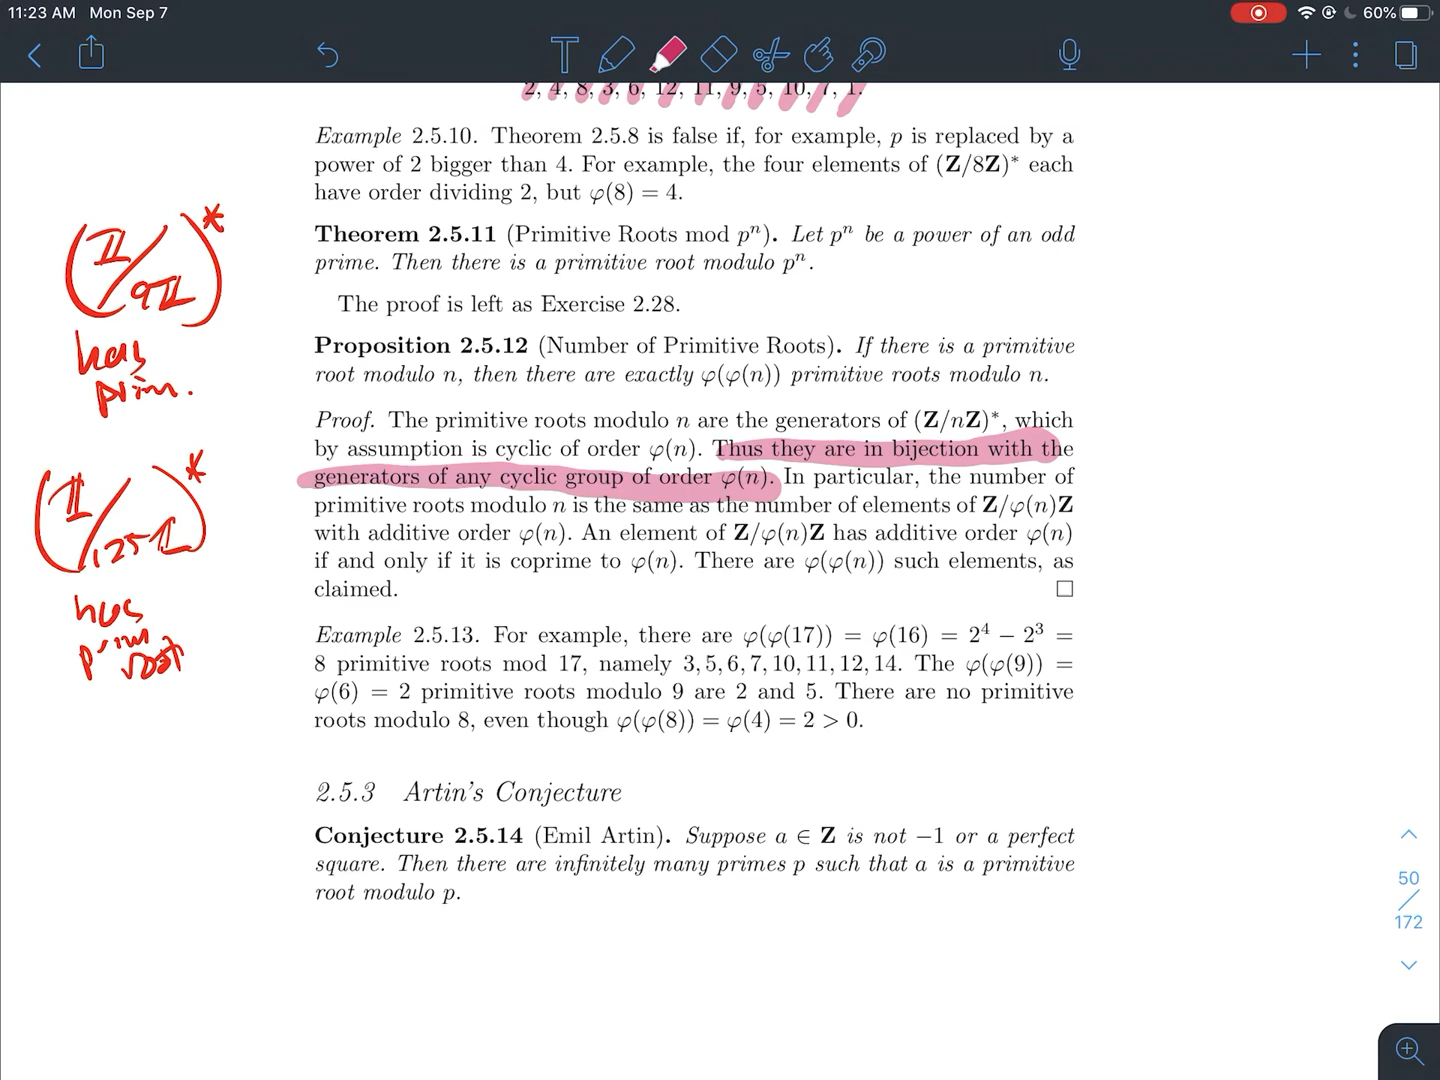 11:23 AM Mon Sep 7
60%
2, 4, 8, 3, 6, 12, 11, 9, 5, 10, 7, 1.
Example 2.5.10. Theorem 2.5.8 is false if, for example, p is replaced by a
power of 2 bigger than 4. For example, the four elements of (Z/8Z)* each
have order dividing 2, but φ(8) = 4.
Theorem 2.5.11 (Primitive Roots mod pⁿ). Let pⁿ be a power of an odd
prime. Then there is a primitive root modulo pⁿ.
The proof is left as Exercise 2.28.
Proposition 2.5.12 (Number of Primitive Roots). If there is a primitive
root modulo n, then there are exactly φ(φ(n)) primitive roots modulo n.
Proof. The primitive roots modulo n are the generators of (Z/nZ)*, which
by assumption is cyclic of order φ(n). Thus they are in bijection with the
generators of any cyclic group of order φ(n). In particular, the number of
primitive roots modulo n is the same as the number of elements of Z/φ(n)Z
with additive order φ(n). An element of Z/φ(n)Z has additive order φ(n)
if and only if it is coprime to φ(n). There are φ(φ(n)) such elements, as
claimed. □
Example 2.5.13. For example, there are φ(φ(17)) = φ(16) = 2⁴ − 2³ =
8 primitive roots mod 17, namely 3, 5, 6, 7, 10, 11, 12, 14. The φ(φ(9)) =
φ(6) = 2 primitive roots modulo 9 are 2 and 5. There are no primitive
roots modulo 8, even though φ(φ(8)) = φ(4) = 2 > 0.
2.5.3 Artin's Conjecture
Conjecture 2.5.14 (Emil Artin). Suppose a ∈ Z is not −1 or a perfect
square. Then there are infinitely many primes p such that a is a primitive
root modulo p.
(Z/9Z)*
has
prim.
(Z/125Z)*
has
prim
root
50
/
172